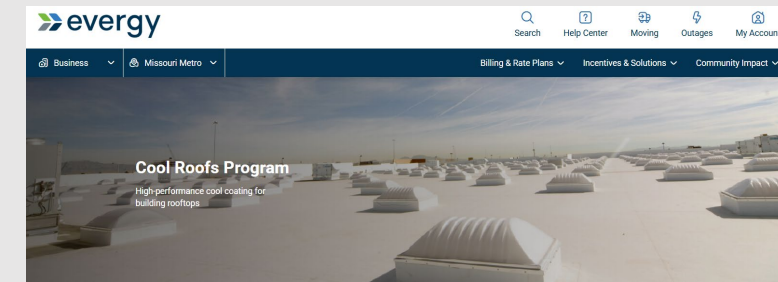 evergy
Search
Help Center
Moving
Outages
My Accoun
Business
Missouri Metro
Billing & Rate Plans
Incentives & Solutions
Community Impact
Cool Roofs Program
High-performance cool coating for
building rooftops